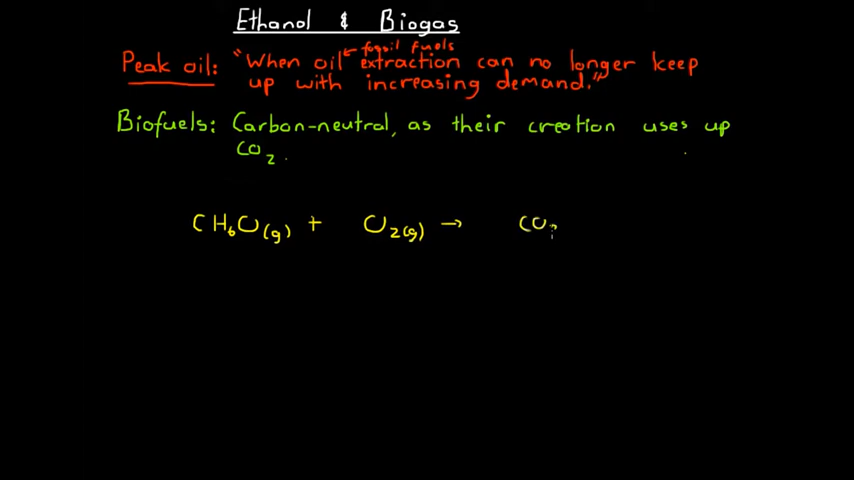 Ethanol & Biogas
fossil fuels
Peak oil: "When oil extraction can no longer keep
up with increasing demand."
Biofuels: Carbon-neutral, as their creation uses up
CO₂.
CH₆O(g) + O₂(g) → CO₂